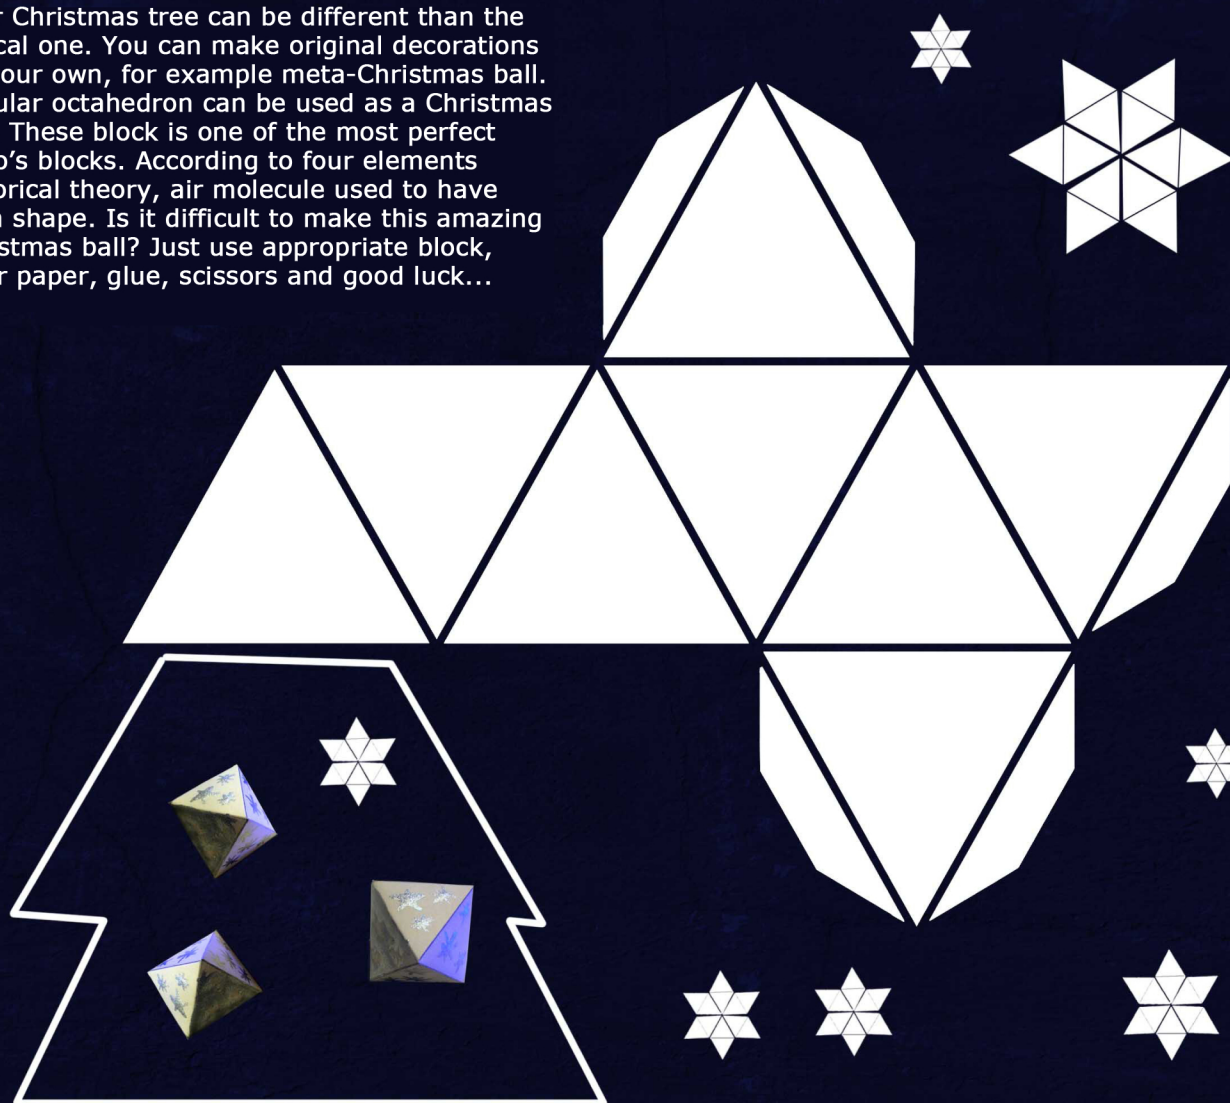 r Christmas tree can be different than the
cal one. You can make original decorations
our own, for example meta-Christmas ball.
ular octahedron can be used as a Christmas
These block is one of the most perfect
o's blocks. According to four elements
orical theory, air molecule used to have
shape. Is it difficult to make this amazing
stmas ball? Just use appropriate block,
r paper, glue, scissors and good luck...